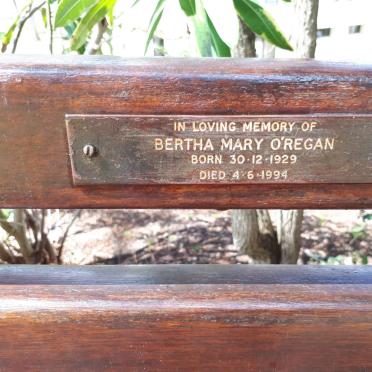 IN LOVING MEMORY OF
BERTHA MARY O'REGAN
BORN 30·12·1929
DIED 4·6·1994